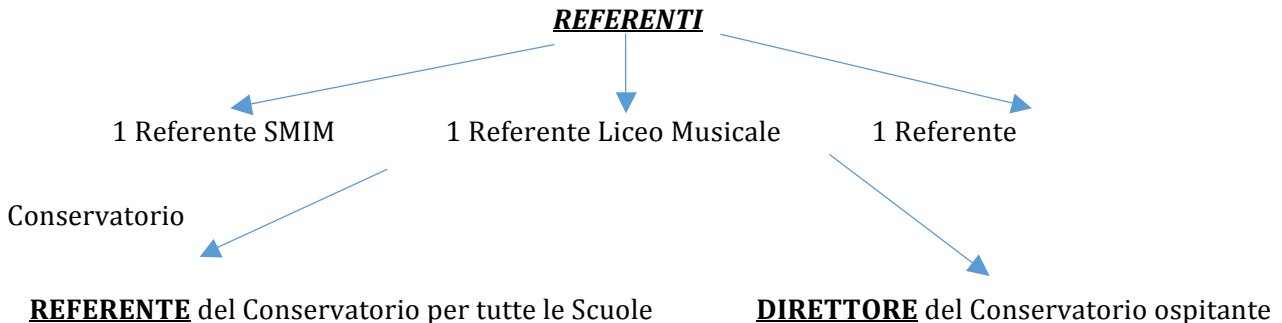 REFERENTI
1 Referente SMIM 1 Referente Liceo Musicale 1 Referente
Conservatorio
REFERENTE del Conservatorio per tutte le Scuole DIRETTORE del Conservatorio ospitante